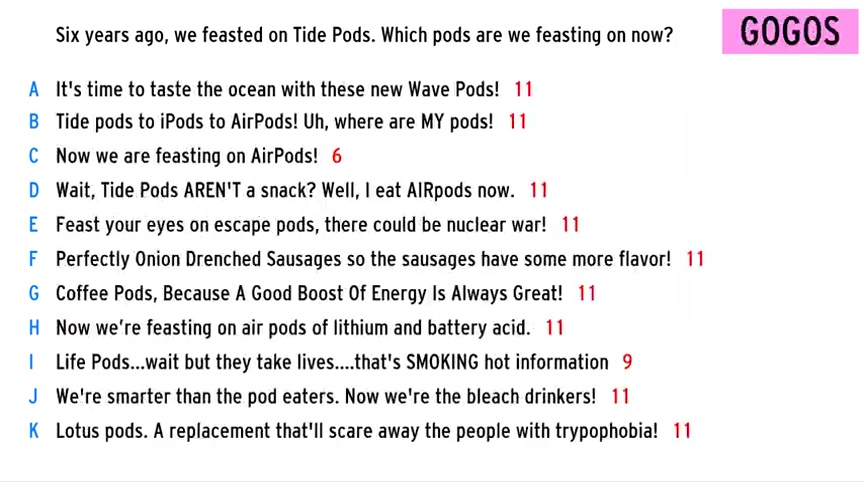 Six years ago, we feasted on Tide Pods. Which pods are we feasting on now?
GOGOS
A It's time to taste the ocean with these new Wave Pods! 11
B Tide pods to iPods to AirPods! Uh, where are MY pods! 11
C Now we are feasting on AirPods! 6
D Wait, Tide Pods AREN'T a snack? Well, I eat AIRpods now. 11
E Feast your eyes on escape pods, there could be nuclear war! 11
F Perfectly Onion Drenched Sausages so the sausages have some more flavor! 11
G Coffee Pods, Because A Good Boost Of Energy Is Always Great! 11
H Now we’re feasting on air pods of lithium and battery acid. 11
I Life Pods...wait but they take lives....that's SMOKING hot information 9
J We're smarter than the pod eaters. Now we're the bleach drinkers! 11
K Lotus pods. A replacement that'll scare away the people with trypophobia! 11